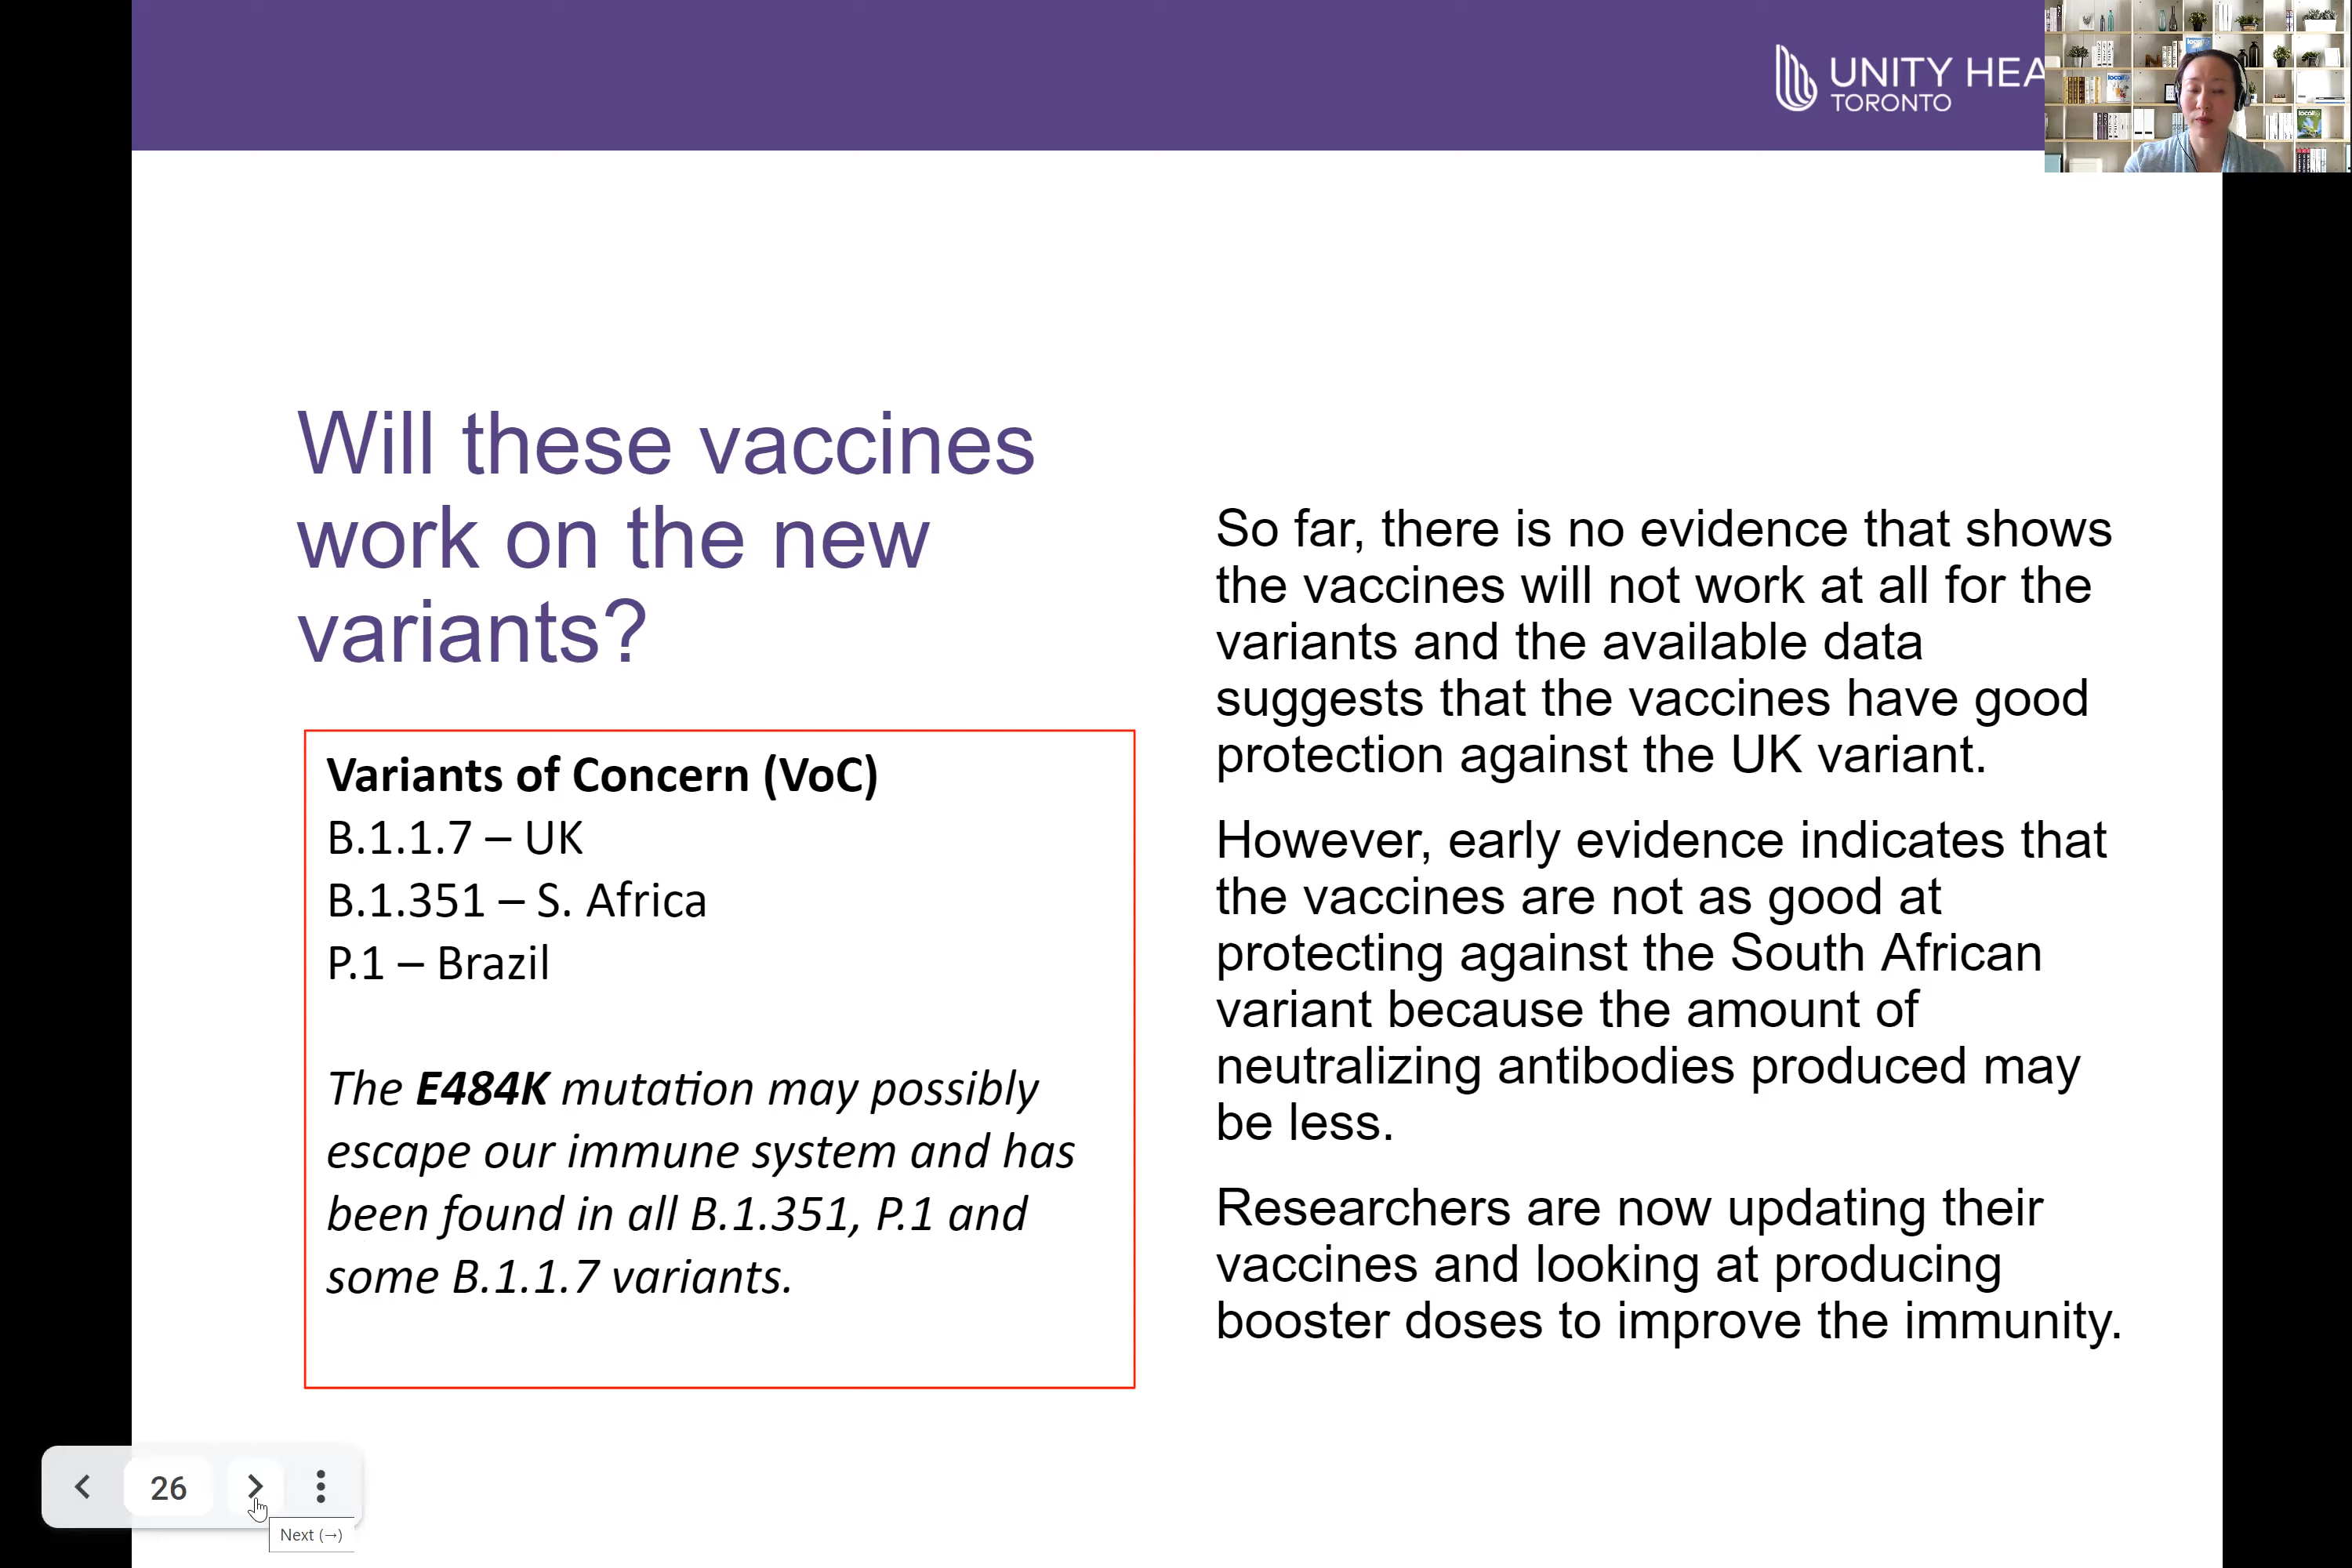 UNITY HEA
TORONTO
Will these vaccines
work on the new
variants?
Variants of Concern (VoC)
B.1.1.7 – UK
B.1.351 – S. Africa
P.1 – Brazil
The E484K mutation may possibly
escape our immune system and has
been found in all B.1.351, P.1 and
some B.1.1.7 variants.
So far, there is no evidence that shows
the vaccines will not work at all for the
variants and the available data
suggests that the vaccines have good
protection against the UK variant.
However, early evidence indicates that
the vaccines are not as good at
protecting against the South African
variant because the amount of
neutralizing antibodies produced may
be less.
Researchers are now updating their
vaccines and looking at producing
booster doses to improve the immunity.
26
Next (→)